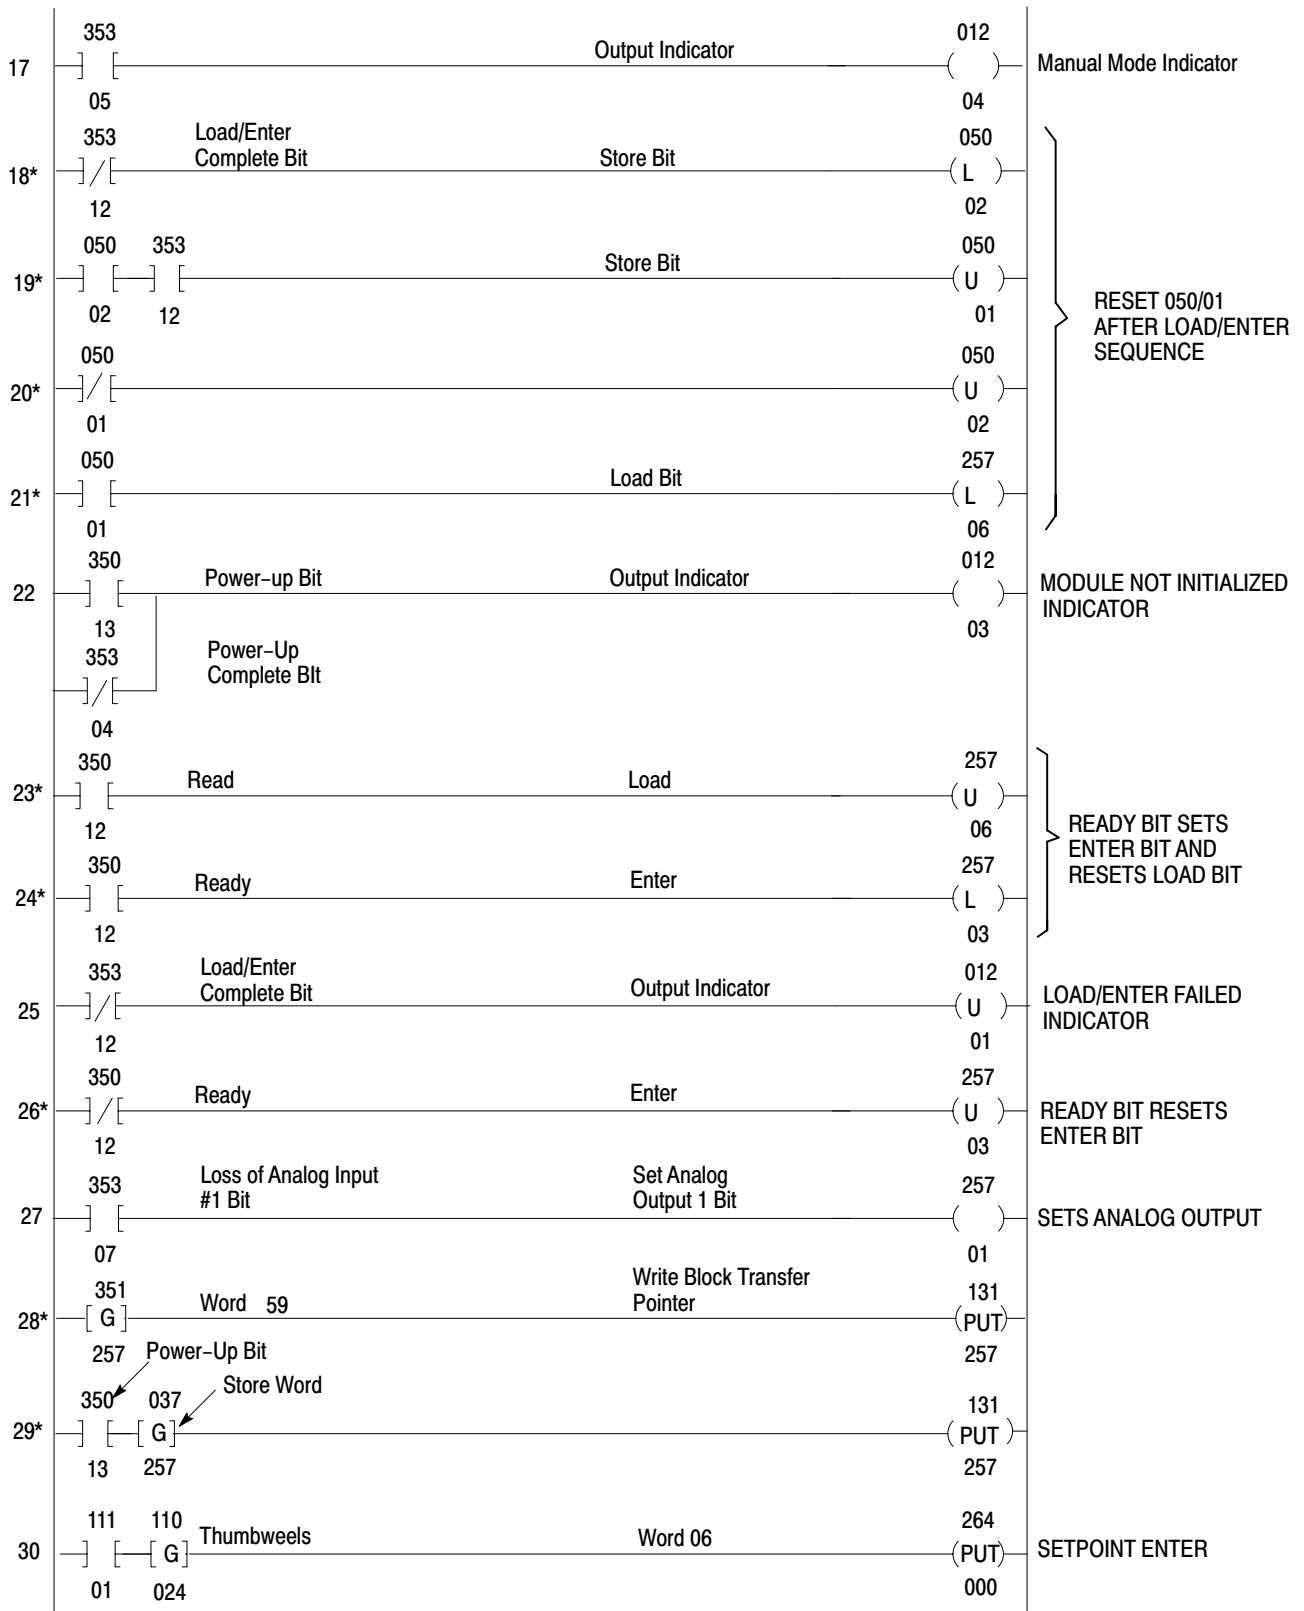 353 012
17 Output Indicator ( ) Manual Mode Indicator
05 04
353 Load/Enter 050
18* Complete Bit Store Bit L
12 02
050 353 050
19* Store Bit U
02 12 01
RESET 050/01
AFTER LOAD/ENTER
SEQUENCE
050 050
20* U
01 02
050 257
21* Load Bit L
01 06
350 012
22 Power-up Bit Output Indicator ( ) MODULE NOT INITIALIZED
INDICATOR
13 03
353 Power-Up
Complete BIt
04
350 257
23* Read Load U
12 06
READY BIT SETS
ENTER BIT AND
RESETS LOAD BIT
350 257
24* Ready Enter L
12 03
353 Load/Enter 012
25 Complete Bit Output Indicator U LOAD/ENTER FAILED
INDICATOR
12 01
350 257
26* Ready Enter U READY BIT RESETS
ENTER BIT
12 03
353 Loss of Analog Input Set Analog 257
#1 Bit Output 1 Bit
27 ( ) SETS ANALOG OUTPUT
07 01
351 Write Block Transfer 131
28* G Word 59 Pointer PUT
257 257
Power-Up Bit
Store Word
350 037 131
29* G PUT
13 257 257
111 110 264
30 G Thumbweels Word 06 PUT SETPOINT ENTER
01 024 000